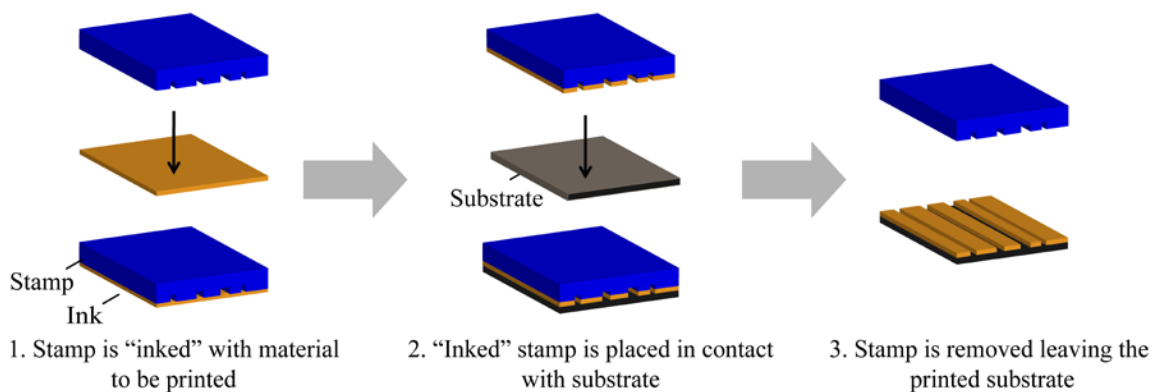 Substrate
Stamp
Ink
1. Stamp is “inked” with material
to be printed
2. “Inked” stamp is placed in contact
with substrate
3. Stamp is removed leaving the
printed substrate